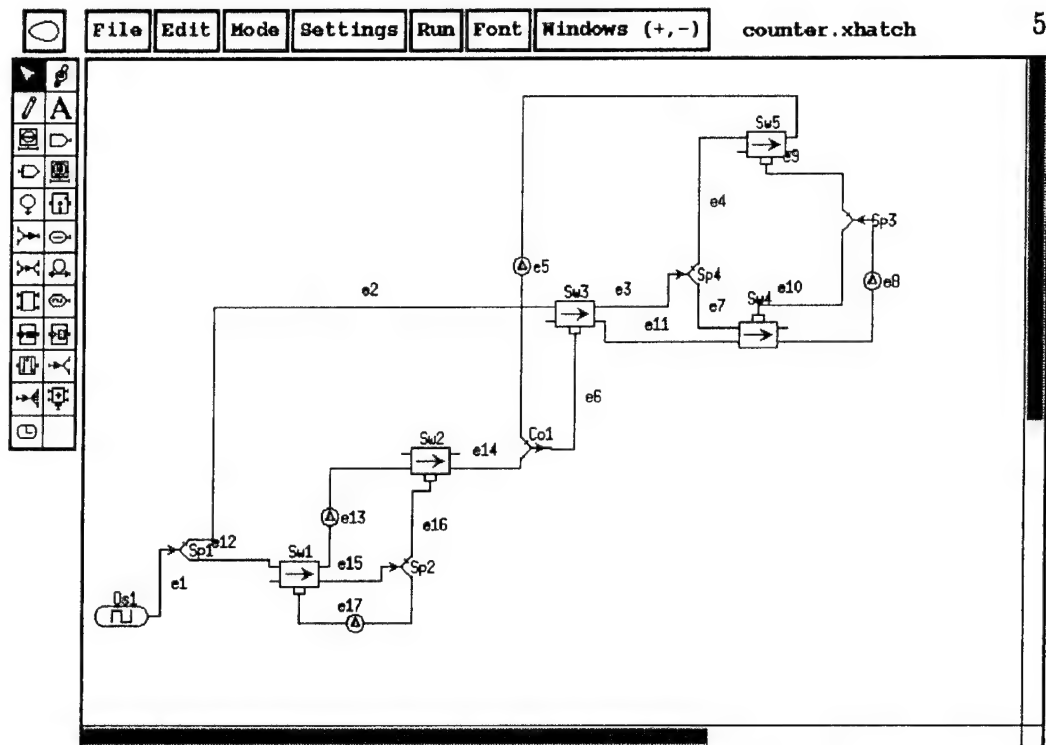 File Edit Mode Settings Run Font Windows (+,-) counter.xhatch 5
A
Sw5
e9
e4
Sp3
e5
Sp4
e2
Sw3
e3
e10
e8
e11
e7
Sw4
e6
Co1
Sw2
e14
e13
e16
Sp1
e12
Sw1
e15
Sp2
e1
Os1
e17